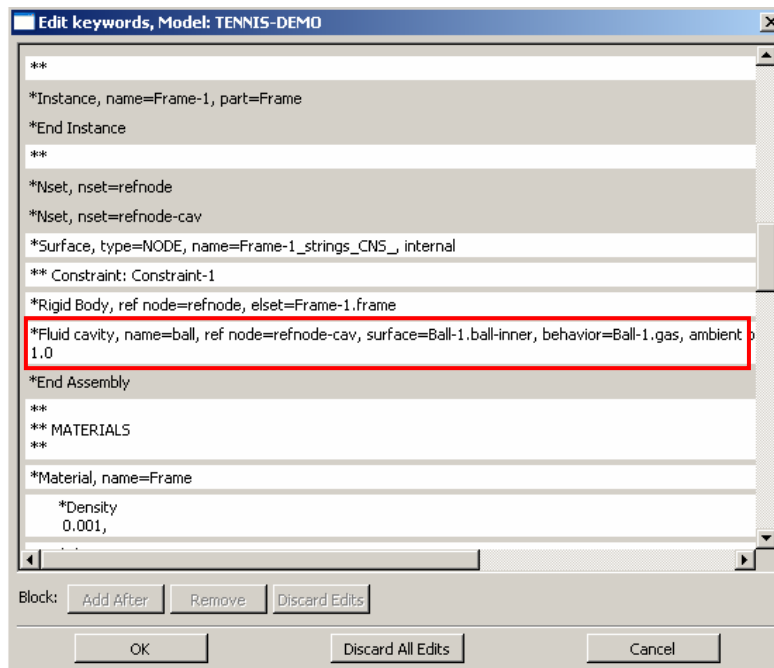 Edit keywords, Model: TENNIS-DEMO
**
*Instance, name=Frame-1, part=Frame
*End Instance
**
*Nset, nset=refnode
*Nset, nset=refnode-cav
*Surface, type=NODE, name=Frame-1_strings_CNS_, internal
** Constraint: Constraint-1
*Rigid Body, ref node=refnode, elset=Frame-1.frame
*Fluid cavity, name=ball, ref node=refnode-cav, surface=Ball-1.ball-inner, behavior=Ball-1.gas, ambient
1.0
*End Assembly
**
** MATERIALS
**
*Material, name=Frame
*Density
0.001,
Block:
Add After
Remove
Discard Edits
OK
Discard All Edits
Cancel